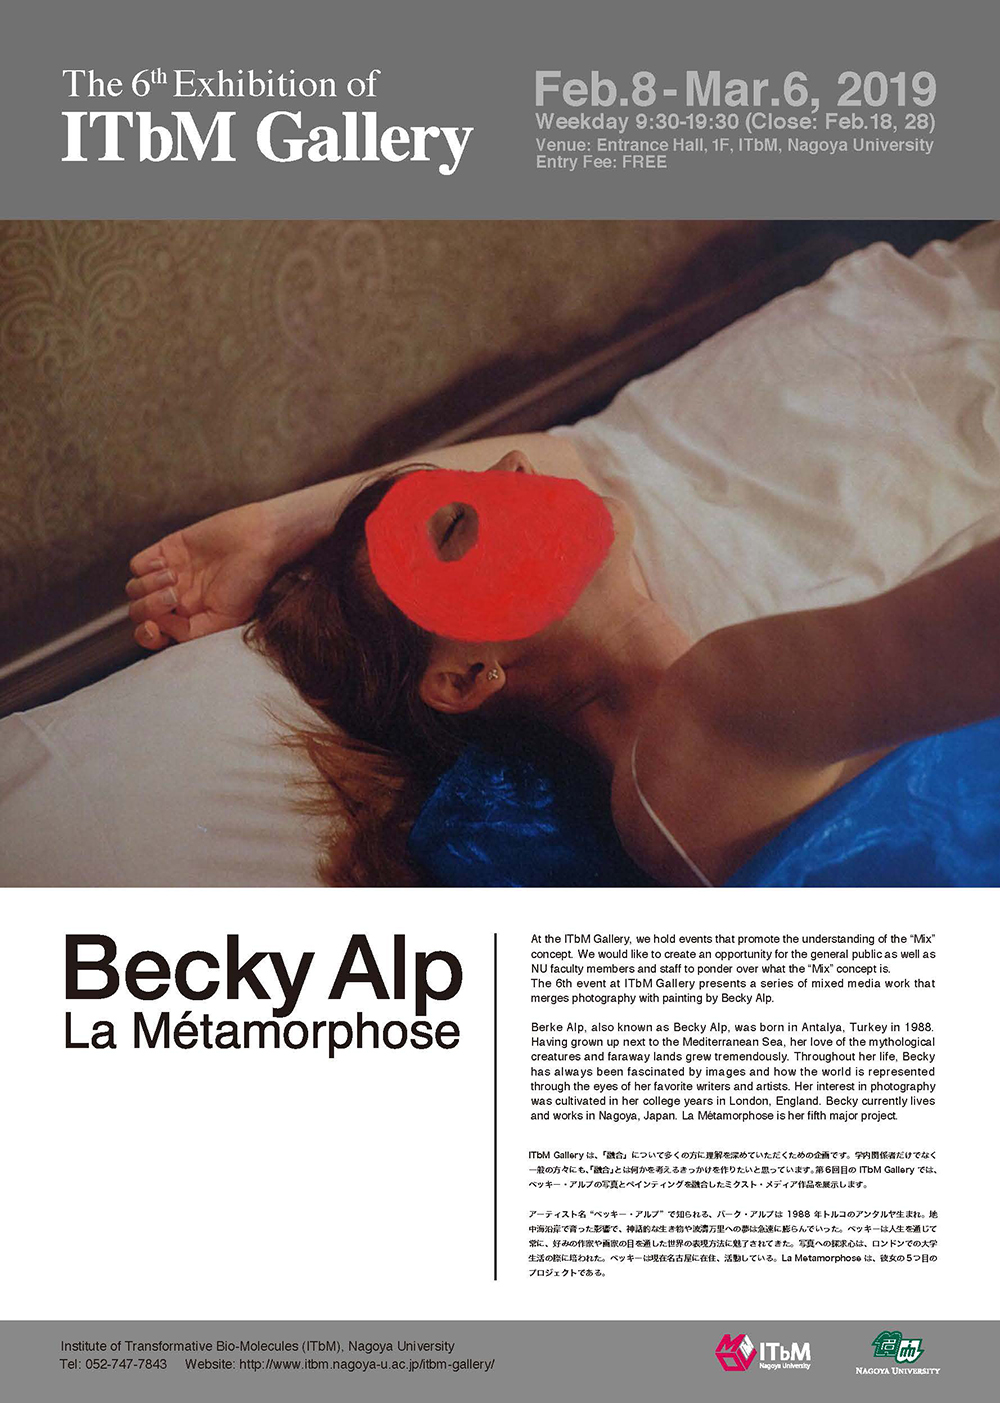 The 6th Exhibition of
ITbM Gallery
Feb.8 - Mar.6, 2019
Weekday 9:30-19:30 (Close: Feb.18, 28)
Venue: Entrance Hall, 1F, ITbM, Nagoya University
Entry Fee: FREE
Becky Alp
La Métamorphose
At the ITbM Gallery, we hold events that promote the understanding of the “Mix”
concept. We would like to create an opportunity for the general public as well as
NU faculty members and staff to ponder over what the “Mix” concept is.
The 6th event at ITbM Gallery presents a series of mixed media work that
merges photography with painting by Becky Alp.
Berke Alp, also known as Becky Alp, was born in Antalya, Turkey in 1988.
Having grown up next to the Mediterranean Sea, her love of the mythological
creatures and faraway lands grew tremendously. Throughout her life, Becky
has always been fascinated by images and how the world is represented
through the eyes of her favorite writers and artists. Her interest in photography
was cultivated in her college years in London, England. Becky currently lives
and works in Nagoya, Japan. La Métamorphose is her fifth major project.
ITbM Gallery は、「融合」について多くの方に理解を深めていただくための企画です。学内関係者だけでなく
一般の方々にも、「融合」とは何かを考えるきっかけを作りたいと思っています。第6回目の ITbM Gallery では、
ベッキー・アルプの写真とペインティングを融合したミクスト・メディア作品を展示します。
アーティスト名 “ベッキー・アルプ” で知られる、バーク・アルプは 1988 年トルコのアンタルヤ生まれ。地
中海沿岸で育った影響で、神話的な生き物や波濤万里への夢は急速に膨らんでいった。ベッキーは人生を通じて
常に、好みの作家や画家の目を通した世界の表現方法に魅了されてきた。写真への探求心は、ロンドンでの大学
生活の際に培われた。ベッキーは現在名古屋に在住、活動している。La Metamorphose は、彼女の5つ目の
プロジェクトである。
Institute of Transformative Bio-Molecules (ITbM), Nagoya University
Tel: 052-747-7843 Website: http://www.itbm.nagoya-u.ac.jp/itbm-gallery/
ITbM
Nagoya University
NAGOYA UNIVERSITY